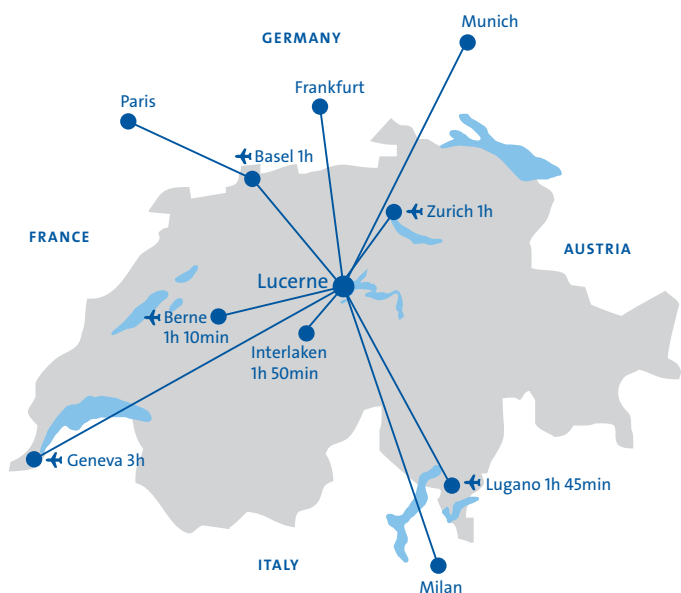 Munich
GERMANY
Frankfurt
Paris
Basel 1h
Zurich 1h
FRANCE
AUSTRIA
Lucerne
Berne
1h 10min
Interlaken
1h 50min
Geneva 3h
Lugano 1h 45min
ITALY
Milan